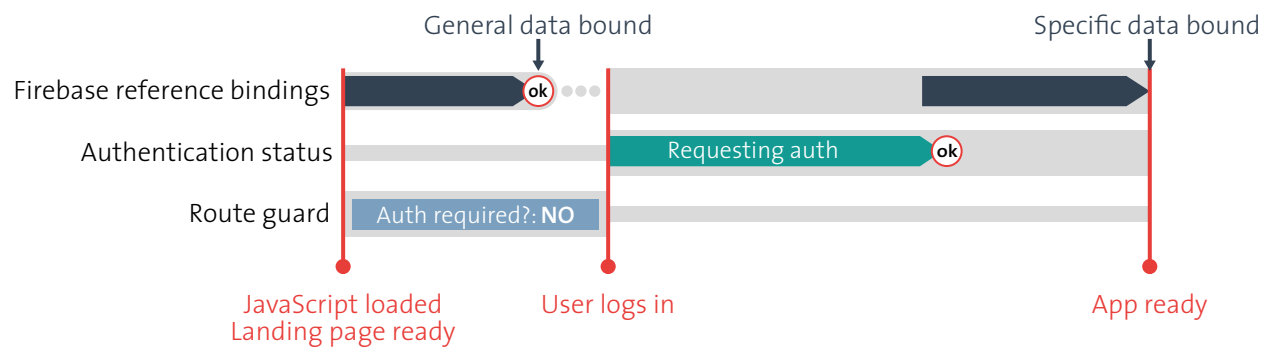 General data bound
Specific data bound
Firebase reference bindings
ok
Authentication status
Requesting auth
ok
Route guard
Auth required?: NO
JavaScript loaded
Landing page ready
User logs in
App ready